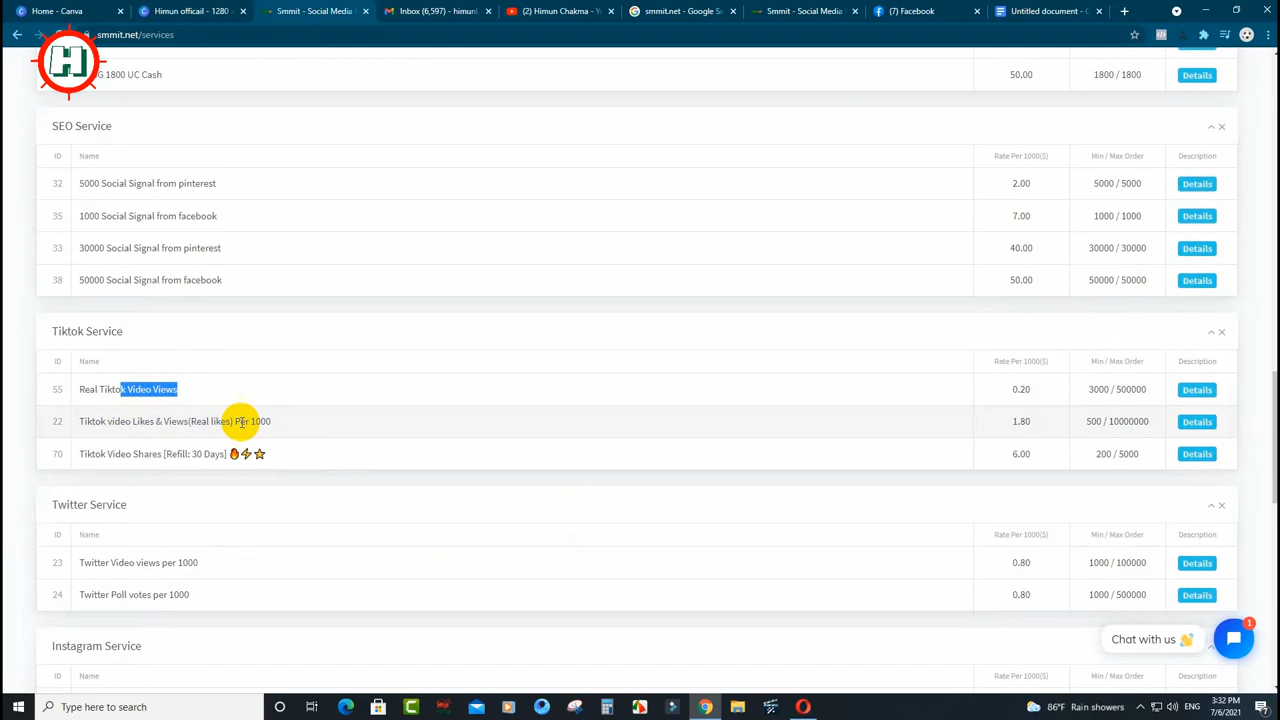 Home - Canva
Himun officail - 1280
Smmit - Social Media
Inbox (6,597) - himunl
(1) Himun Chakma - Yo
smmit.net - Google Se
Smmit - Social Media
(7) Facebook
Untitled document - G
smmit.net/services
H
G 1800 UC Cash 50.00 1800 / 1800 Details
SEO Service
ID Name Rate Per 1000($) Min / Max Order Description
32 5000 Social Signal from pinterest 2.00 5000 / 5000 Details
35 1000 Social Signal from facebook 7.00 1000 / 1000 Details
33 30000 Social Signal from pinterest 40.00 30000 / 30000 Details
38 50000 Social Signal from facebook 50.00 50000 / 50000 Details
Tiktok Service
ID Name Rate Per 1000($) Min / Max Order Description
55 Real Tiktok Video Views 0.20 3000 / 500000 Details
22 Tiktok video Likes & Views(Real likes) Per 1000 1.80 500 / 10000000 Details
70 Tiktok Video Shares [Refill: 30 Days] 🔥⚡⭐ 6.00 200 / 5000 Details
Twitter Service
ID Name Rate Per 1000($) Min / Max Order Description
23 Twitter Video views per 1000 0.80 1000 / 100000 Details
24 Twitter Poll votes per 1000 0.80 1000 / 500000 Details
Instagram Service
Chat with us 👋 1
ID Name Rate Per 1000($) Min / Max Order
Type here to search
86°F Rain showers
ENG
3:32 PM
7/6/2021